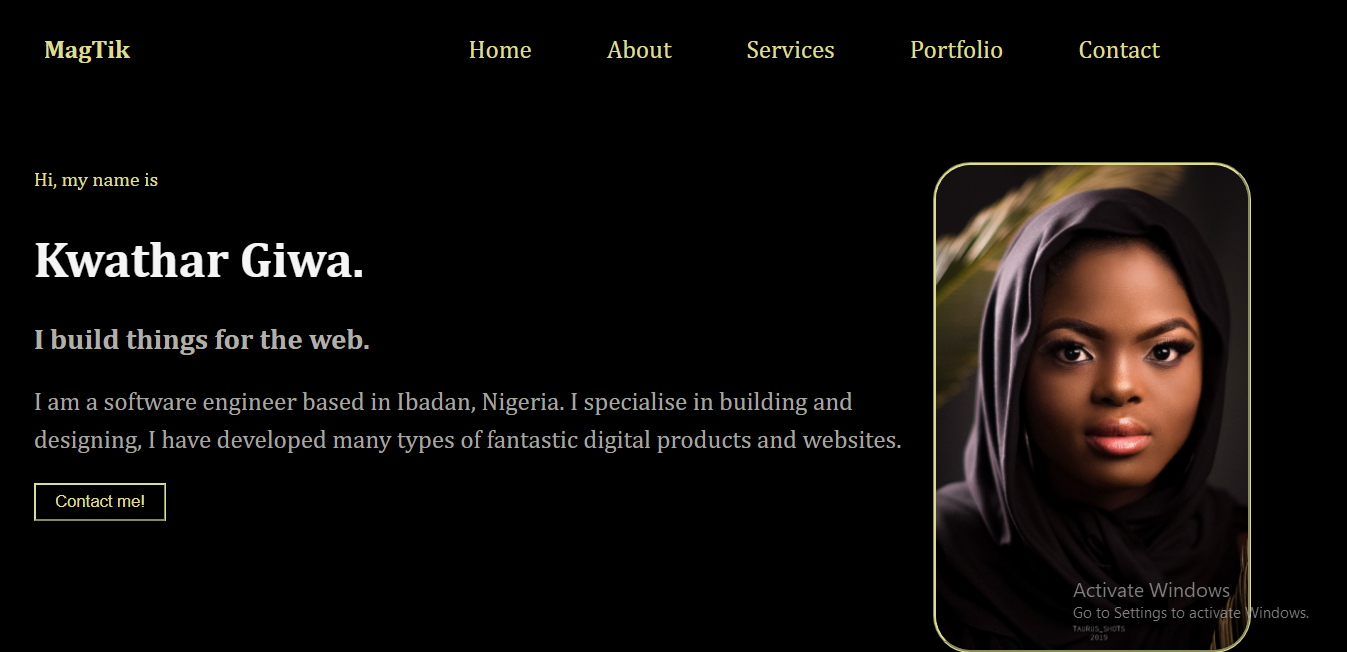 MagTik
Home About Services Portfolio Contact
Hi, my name is
Kwathar Giwa.
I build things for the web.
I am a software engineer based in Ibadan, Nigeria. I specialise in building and
designing, I have developed many types of fantastic digital products and websites.
Contact me!
Activate Windows
Go to Settings to activate Windows.
TAURUS_SHOTS
2019